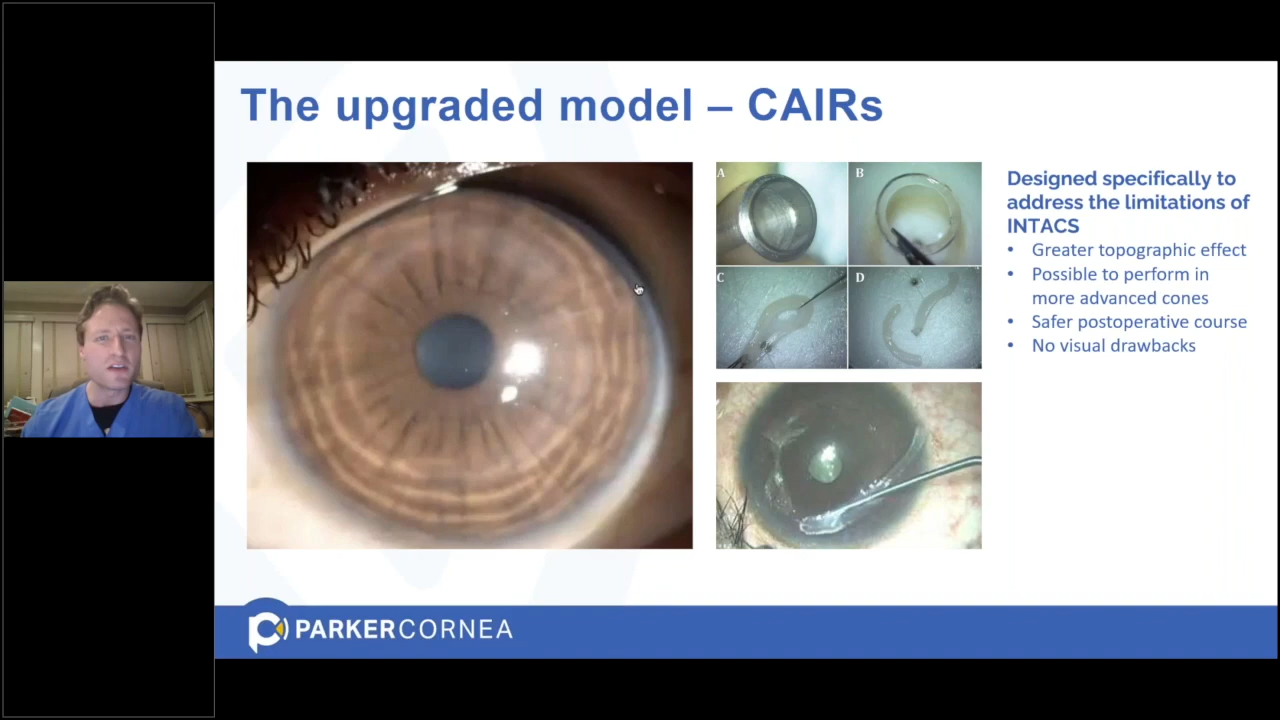 The upgraded model – CAIRs
A
B
C
D
Designed specifically to
address the limitations of
INTACS
• Greater topographic effect
• Possible to perform in
more advanced cones
• Safer postoperative course
• No visual drawbacks
PARKERCORNEA